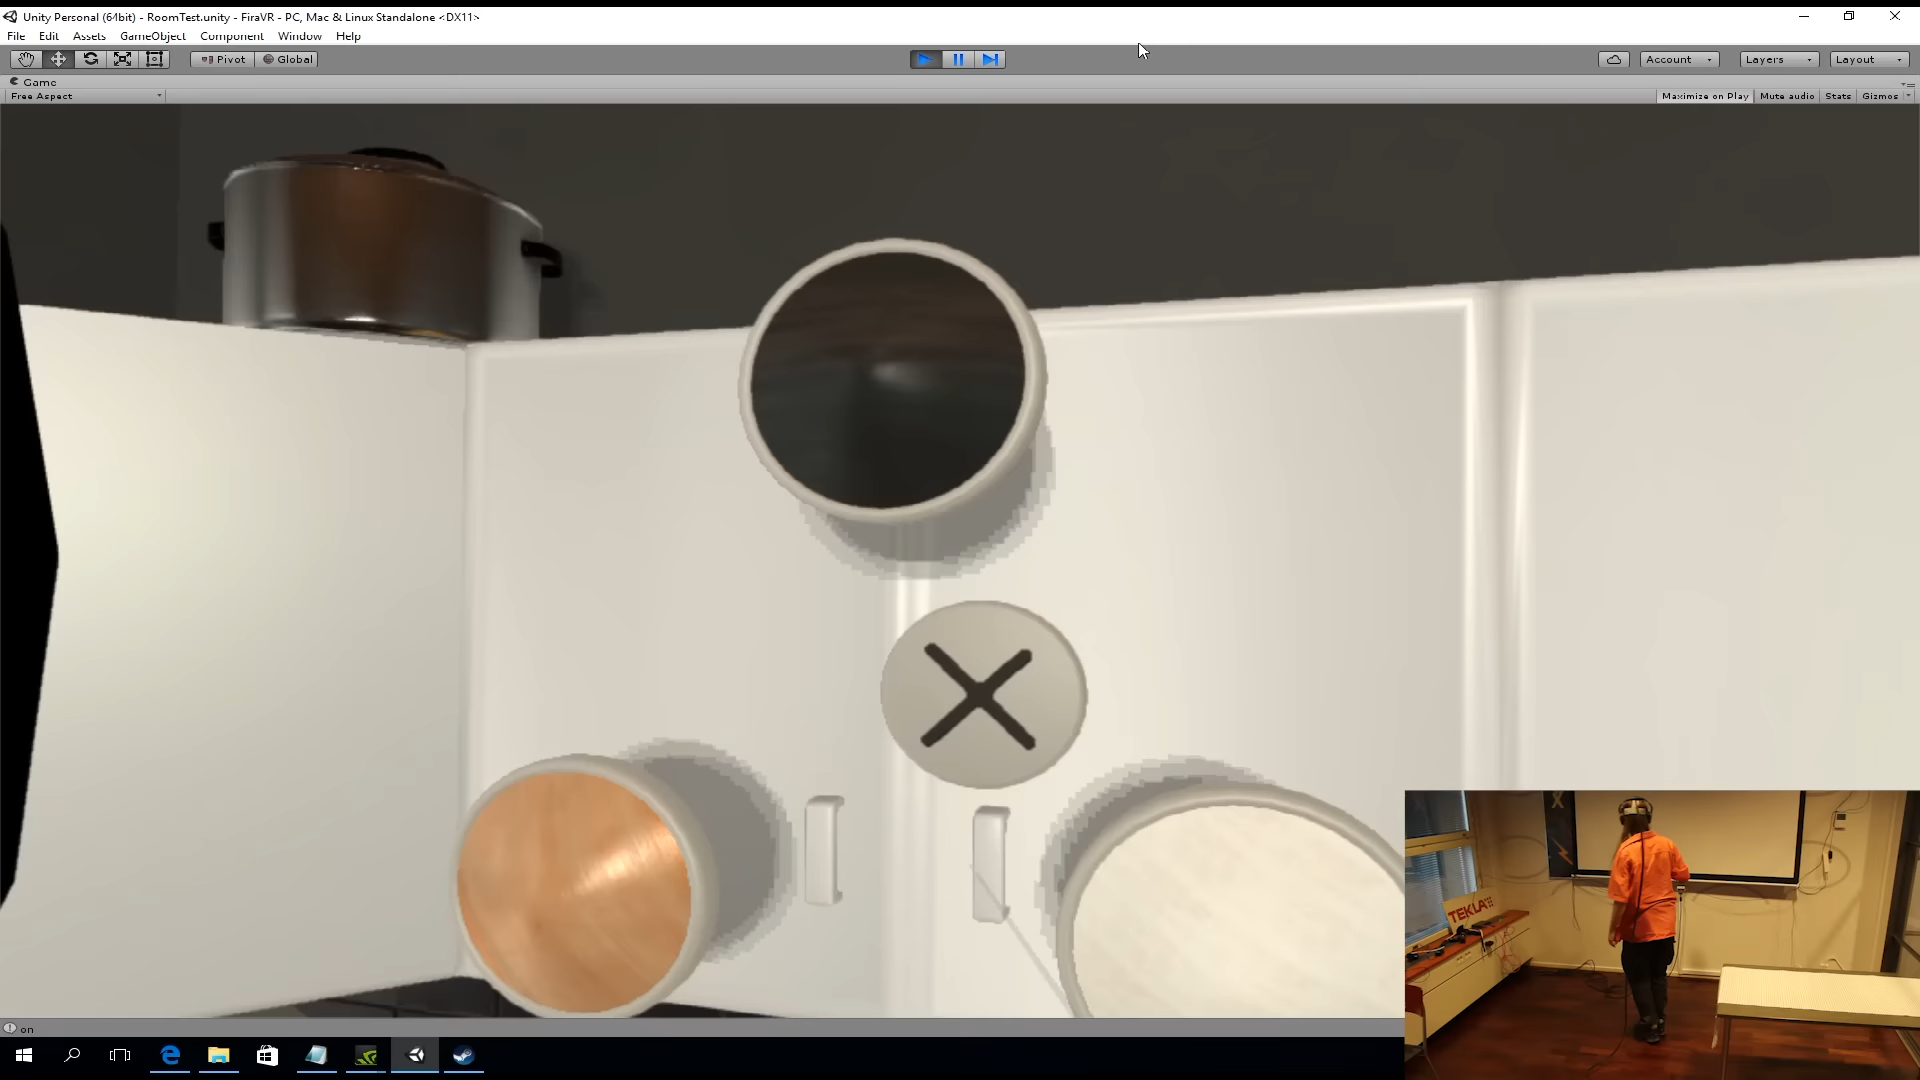 Unity Personal (64bit) - RoomTest.unity - FiraVR - PC, Mac & Linux Standalone <DX11>
File Edit Assets GameObject Component Window Help
Pivot Global Account Layers Layout
Game
Free Aspect Maximize on Play Mute audio Stats Gizmos
TEKLA
on